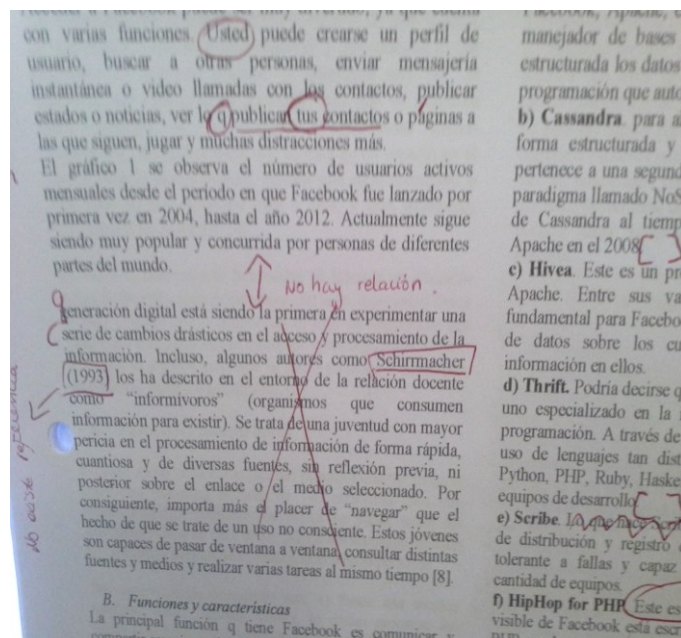 con varias funciones. Usted puede crearse un perfil de
usuario, buscar a otras personas, enviar mensajería
instantánea o video llamadas con los contactos, publicar
estados o noticias, ver lo q publican tus contactos o páginas a
las que siguen, jugar y muchas distracciones más.
El gráfico 1 se observa el número de usuarios activos
mensuales desde el periodo en que Facebook fue lanzado por
primera vez en 2004, hasta el año 2012. Actualmente sigue
siendo muy popular y concurrida por personas de diferentes
partes del mundo.
No hay relación.
generación digital está siendo la primera en experimentar una
serie de cambios drásticos en el acceso y procesamiento de la
información. Incluso, algunos autores como Schirrmacher
(1993) los ha descrito en el entorno de la relación docente
como "informívoros" (organismos que consumen
información para existir). Se trata de una juventud con mayor
pericia en el procesamiento de información de forma rápida,
cuantiosa y de diversas fuentes, sin reflexión previa, ni
posterior sobre el enlace o el medio seleccionado. Por
consiguiente, importa más el placer de "navegar" que el
hecho de que se trate de un uso no consciente. Estos jóvenes
son capaces de pasar de ventana a ventana, consultar distintas
fuentes y medios y realizar varias tareas al mismo tiempo [8].
No existe referencia
B. Funciones y características
La principal función q tiene Facebook es comunicar y
manejador de bases
estructurada los datos
programación que auto
b) Cassandra. para a
forma estructurada y
pertenece a una segund
paradigma llamado NoS
de Cassandra al tiemp
Apache en el 2008
c) Hivea. Este es un pr
Apache. Entre sus va
fundamental para Facebo
de datos sobre los cu
información en ellos.
d) Thrift. Podría decirse q
uno especializado en la
programación. A través de
uso de lenguajes tan dist
Python, PHP, Ruby, Haske
equipos de desarrollo
e) Scribe.
de distribución y registro
tolerante a fallas y capaz
cantidad de equipos.
f) HipHop for PHP. Este es
visible de Facebook está escr